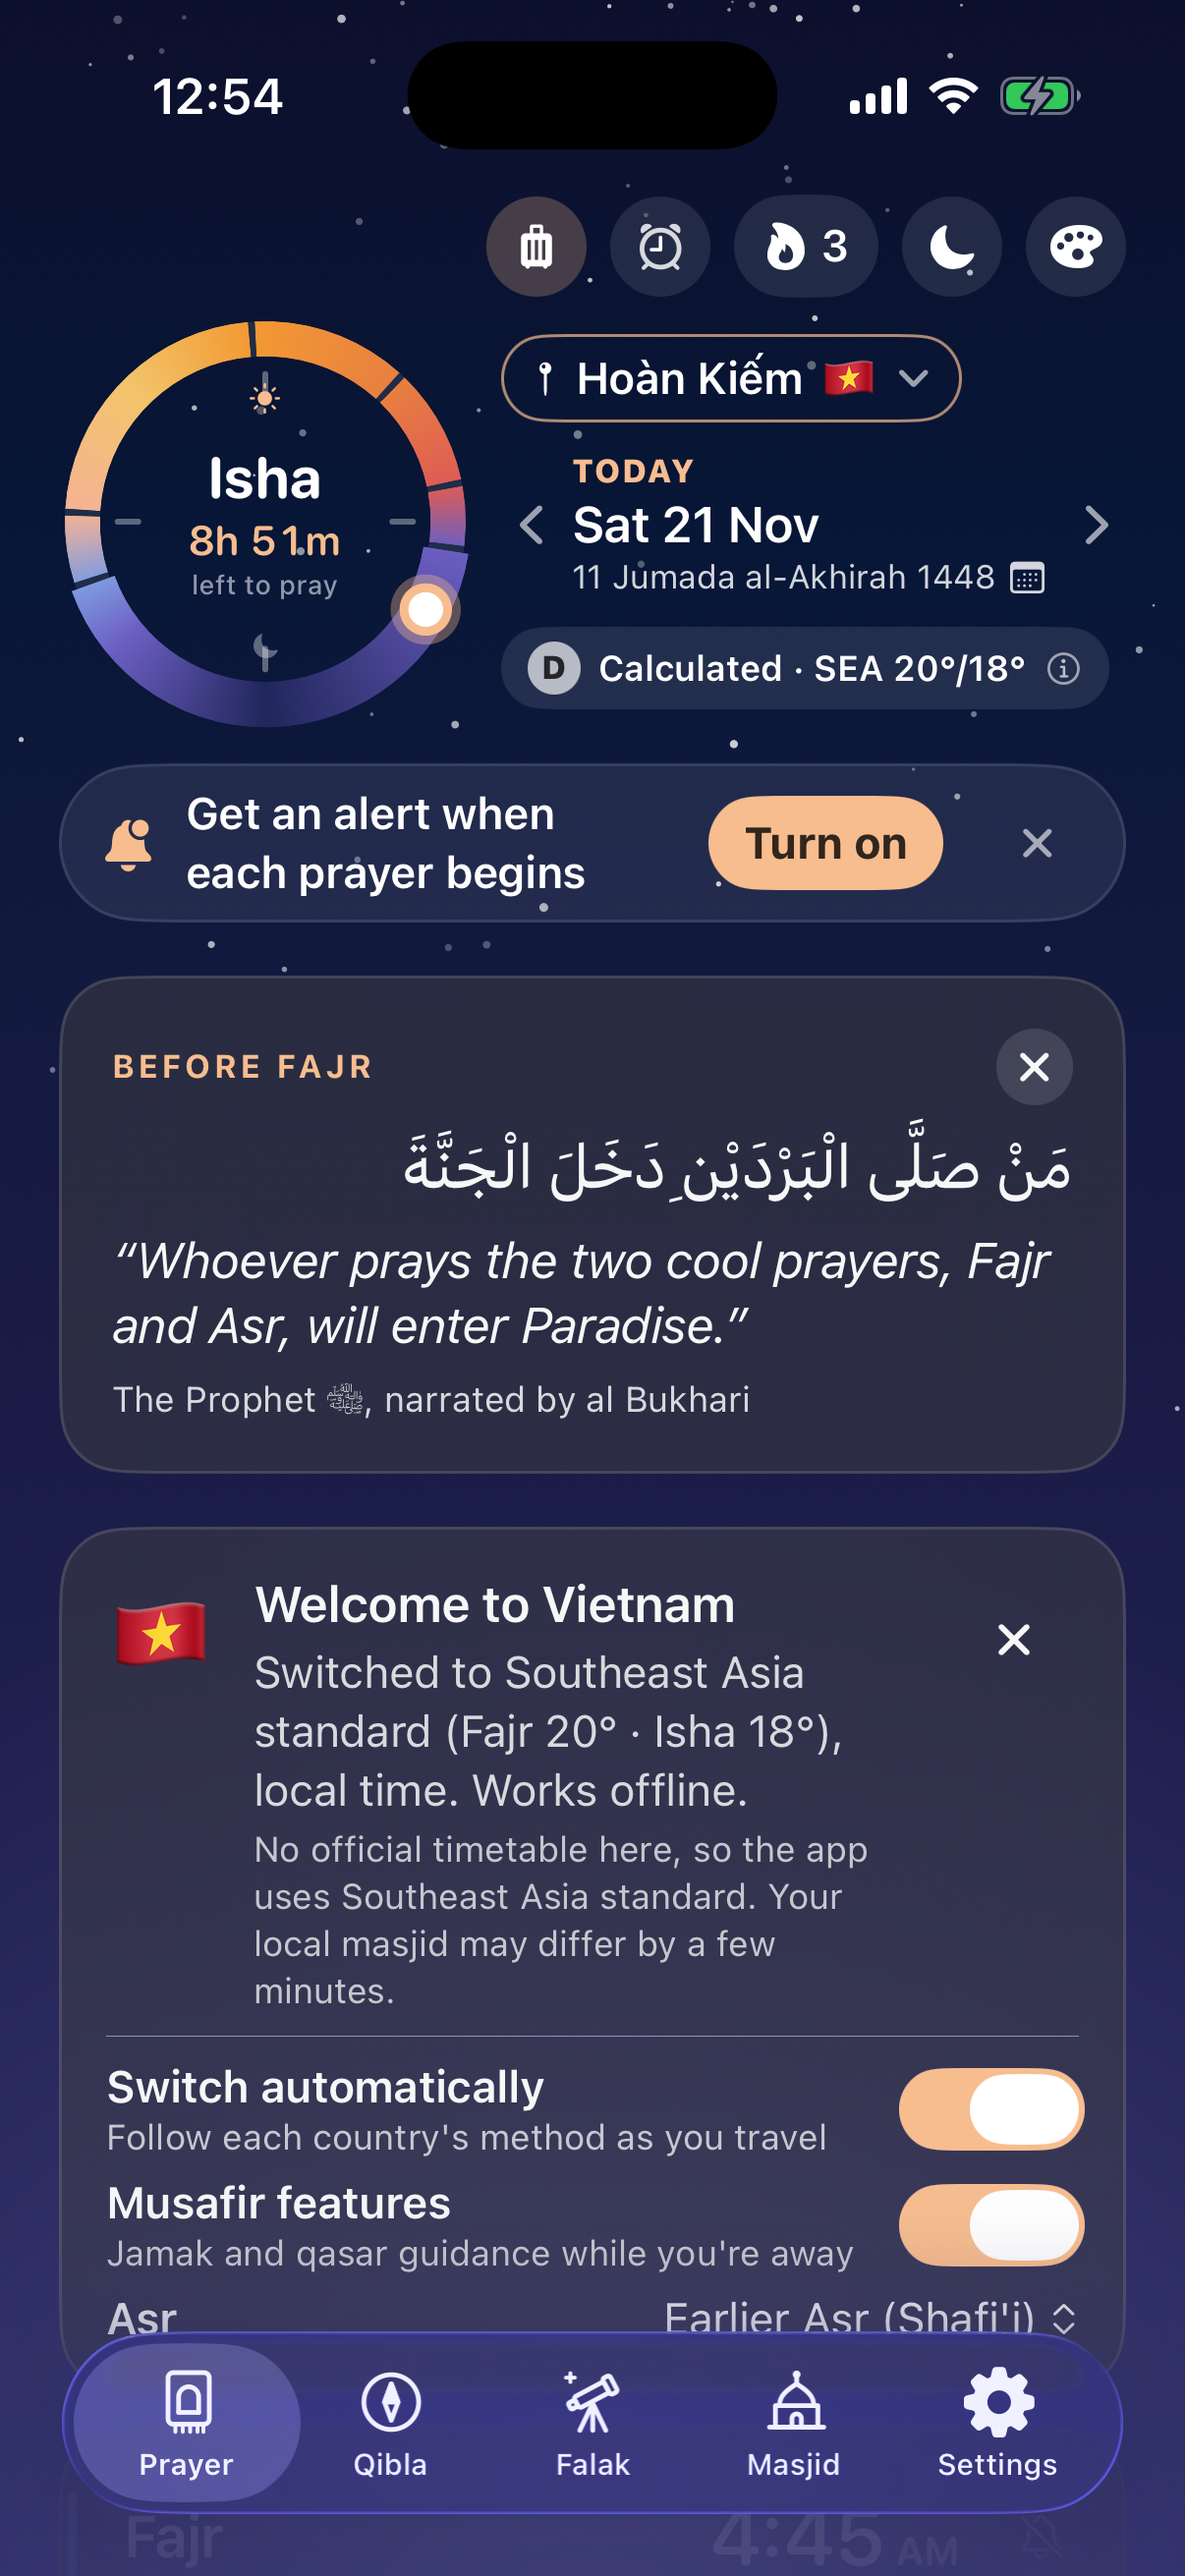 12:54
3
Hoàn Kiếm
TODAY
Sat 21 Nov
11 Jumada al-Akhirah 1448
Isha
8h 51m
left to pray
D Calculated · SEA 20°/18°
Get an alert when
each prayer begins
Turn on
BEFORE FAJR
مَنْ صَلَّى الْبَرْدَيْنِ دَخَلَ الْجَنَّةَ
“Whoever prays the two cool prayers, Fajr
and Asr, will enter Paradise.”
The Prophet ﷺ, narrated by al Bukhari
Welcome to Vietnam
Switched to Southeast Asia
standard (Fajr 20° · Isha 18°),
local time. Works offline.
No official timetable here, so the app
uses Southeast Asia standard. Your
local masjid may differ by a few
minutes.
Switch automatically
Follow each country's method as you travel
Musafir features
Jamak and qasar guidance while you're away
Asr Earlier Asr (Shafi'i)
Prayer Qibla Falak Masjid Settings
Fajr 4:45 AM